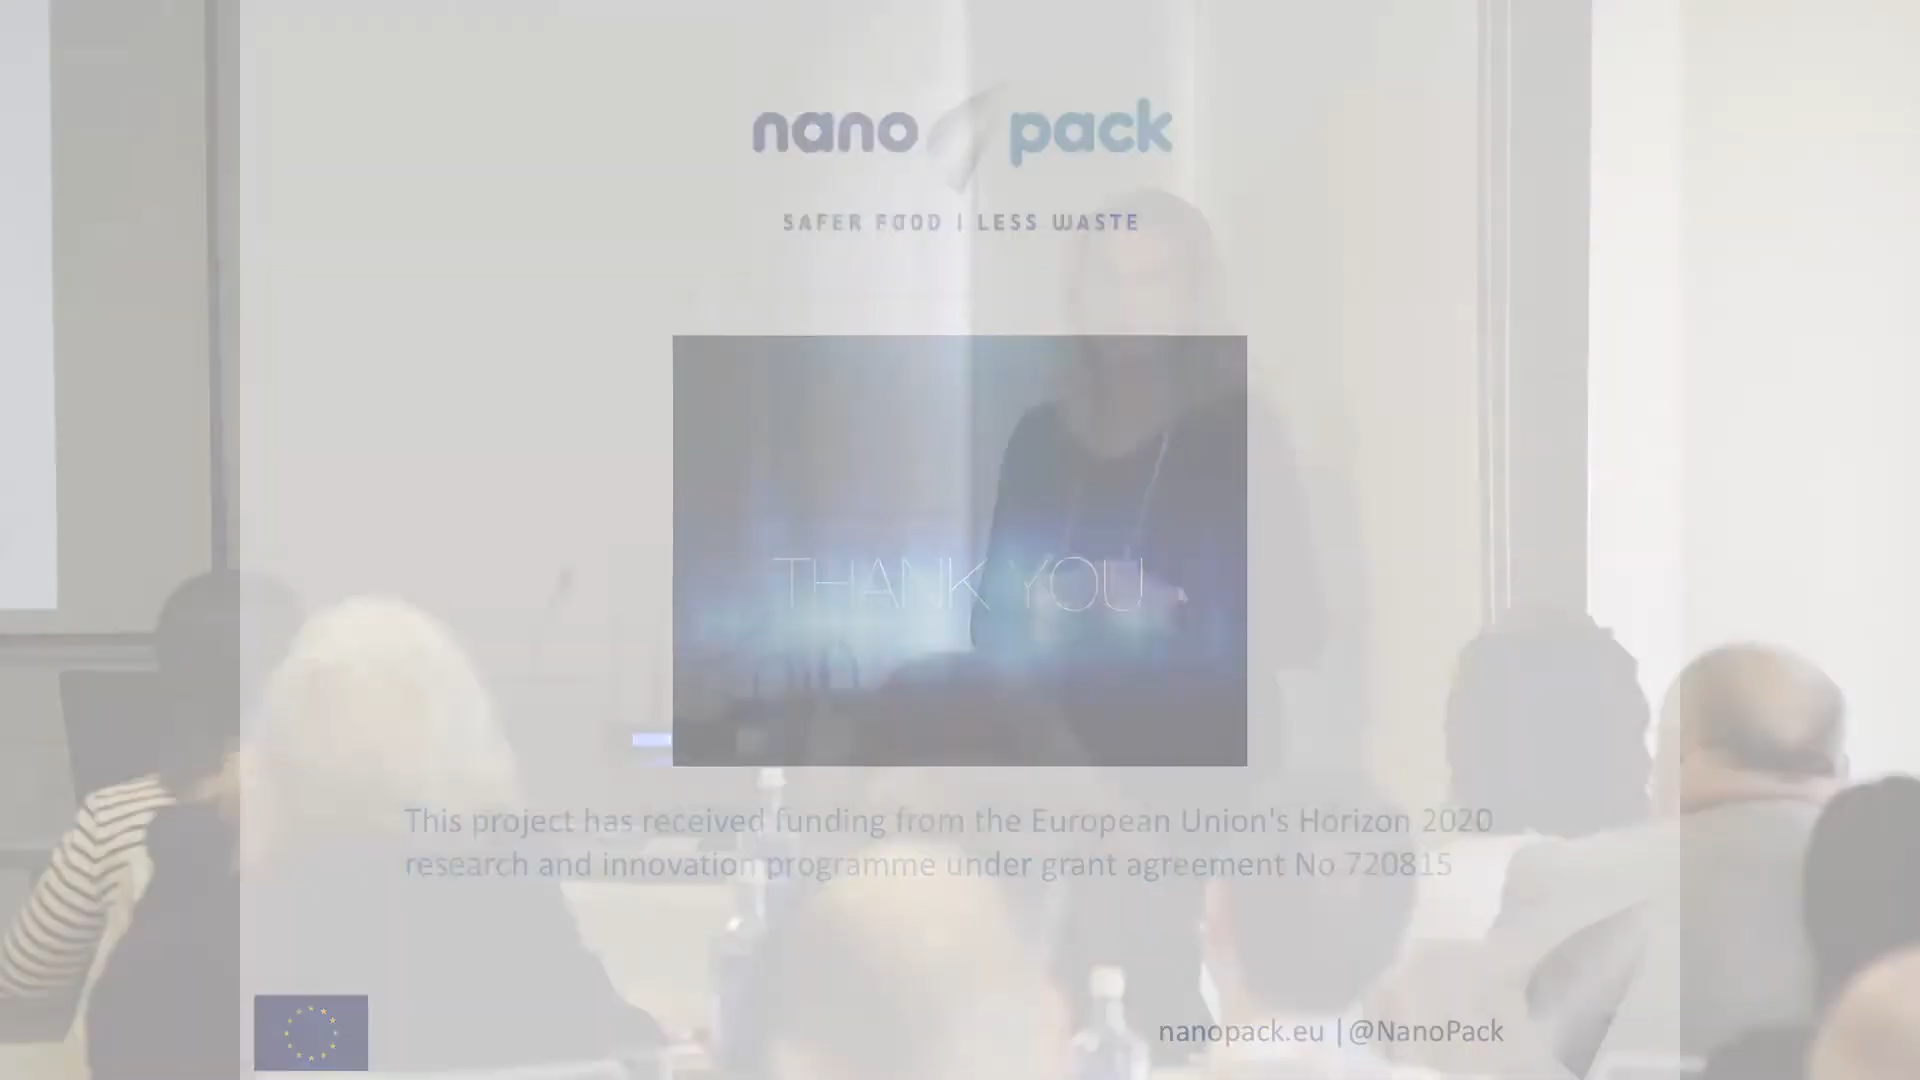 nano pack
SAFER FOOD | LESS WASTE
THANK YOU
This project has received funding from the European Union's Horizon 2020
research and innovation programme under grant agreement No 720815
nanopack.eu | @NanoPack